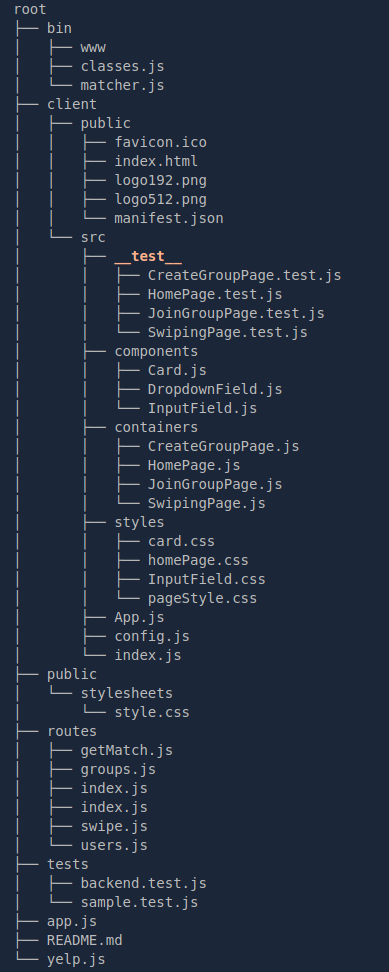 root
├── bin
│   ├── www
│   ├── classes.js
│   └── matcher.js
├── client
│   ├── public
│   │   ├── favicon.ico
│   │   ├── index.html
│   │   ├── logo192.png
│   │   ├── logo512.png
│   │   └── manifest.json
│   └── src
│       ├── __test__
│       │   ├── CreateGroupPage.test.js
│       │   ├── HomePage.test.js
│       │   ├── JoinGroupPage.test.js
│       │   └── SwipingPage.test.js
│       ├── components
│       │   ├── Card.js
│       │   ├── DropdownField.js
│       │   └── InputField.js
│       ├── containers
│       │   ├── CreateGroupPage.js
│       │   ├── HomePage.js
│       │   ├── JoinGroupPage.js
│       │   └── SwipingPage.js
│       ├── styles
│       │   ├── card.css
│       │   ├── homePage.css
│       │   ├── InputField.css
│       │   └── pageStyle.css
│       ├── App.js
│       ├── config.js
│       └── index.js
├── public
│   └── stylesheets
│       └── style.css
├── routes
│   ├── getMatch.js
│   ├── groups.js
│   ├── index.js
│   ├── index.js
│   ├── swipe.js
│   └── users.js
├── tests
│   ├── backend.test.js
│   └── sample.test.js
├── app.js
├── README.md
└── yelp.js